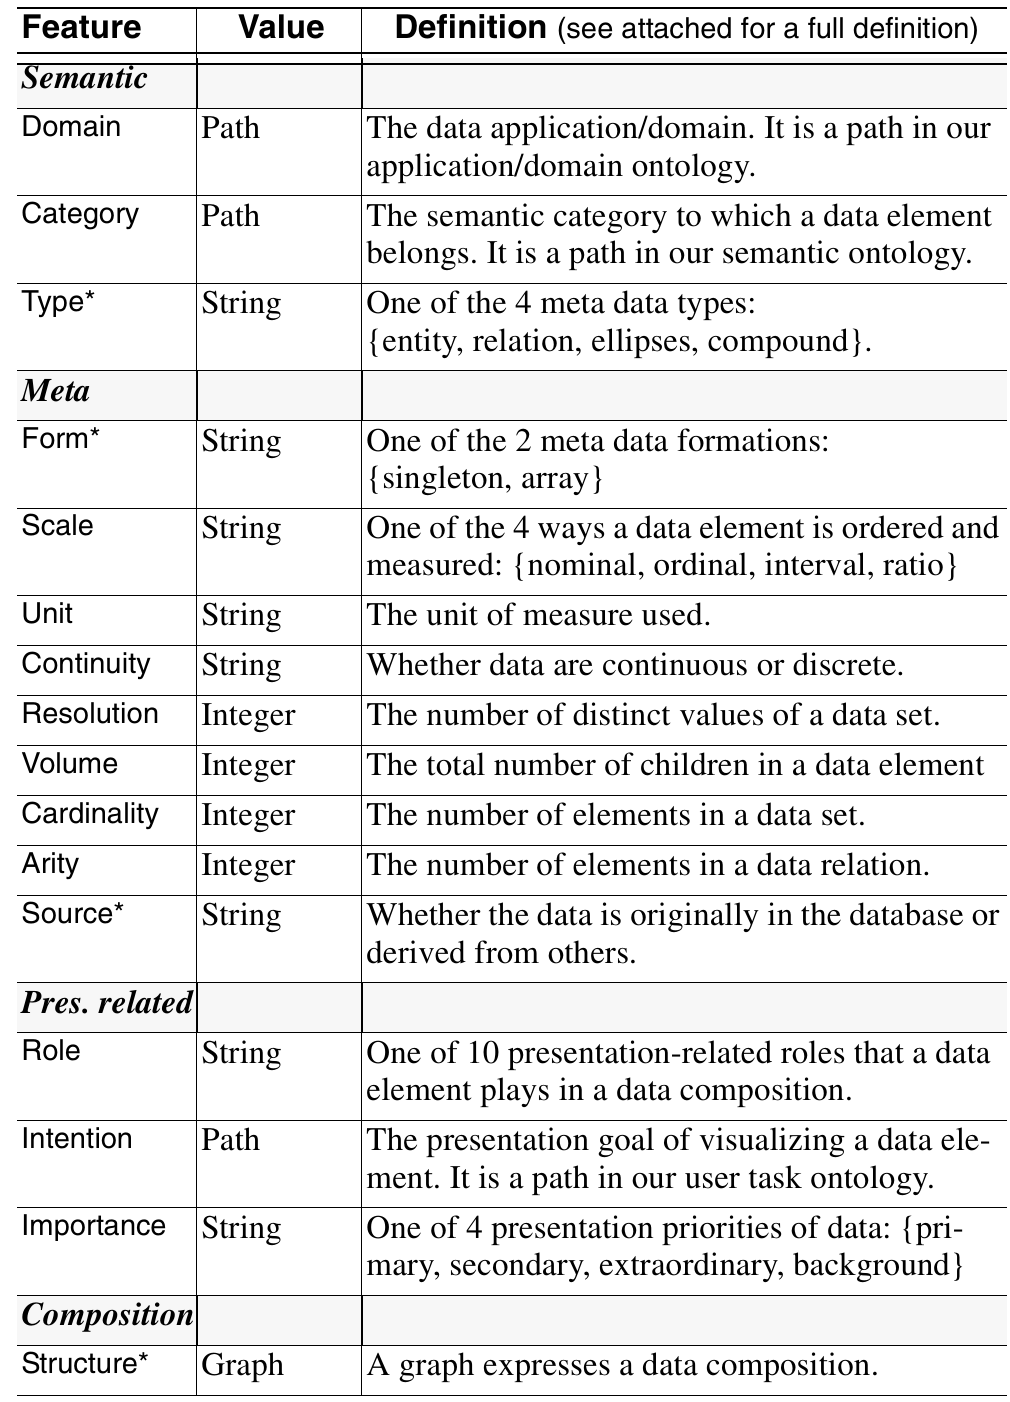 Feature Value Definition (see attached for a full definition)
Semantic
Domain Path The data application/domain. It is a path in our
application/domain ontology.
Category Path The semantic category to which a data element
belongs. It is a path in our semantic ontology.
Type* String One of the 4 meta data types:
{entity, relation, ellipses, compound}.
Meta
Form* String One of the 2 meta data formations:
{singleton, array}
Scale String One of the 4 ways a data element is ordered and
measured: {nominal, ordinal, interval, ratio}
Unit String The unit of measure used.
Continuity String Whether data are continuous or discrete.
Resolution Integer The number of distinct values of a data set.
Volume Integer The total number of children in a data element
Cardinality Integer The number of elements in a data set.
Arity Integer The number of elements in a data relation.
Source* String Whether the data is originally in the database or
derived from others.
Pres. related
Role String One of 10 presentation-related roles that a data
element plays in a data composition.
Intention Path The presentation goal of visualizing a data ele-
ment. It is a path in our user task ontology.
Importance String One of 4 presentation priorities of data: {pri-
mary, secondary, extraordinary, background}
Composition
Structure* Graph A graph expresses a data composition.